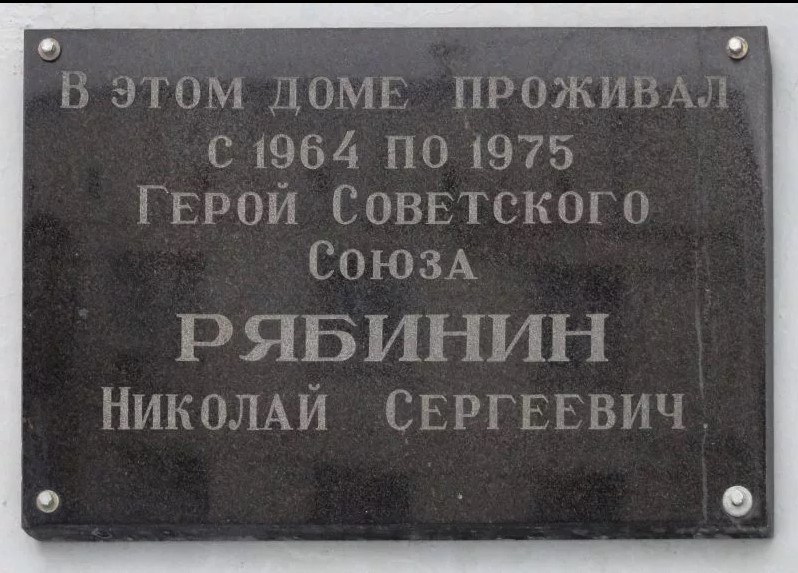 В ЭТОМ ДОМЕ ПРОЖИВАЛ
С 1964 ПО 1975
ГЕРОЙ СОВЕТСКОГО
СОЮЗА
РЯБИНИН
НИКОЛАЙ СЕРГЕЕВИЧ